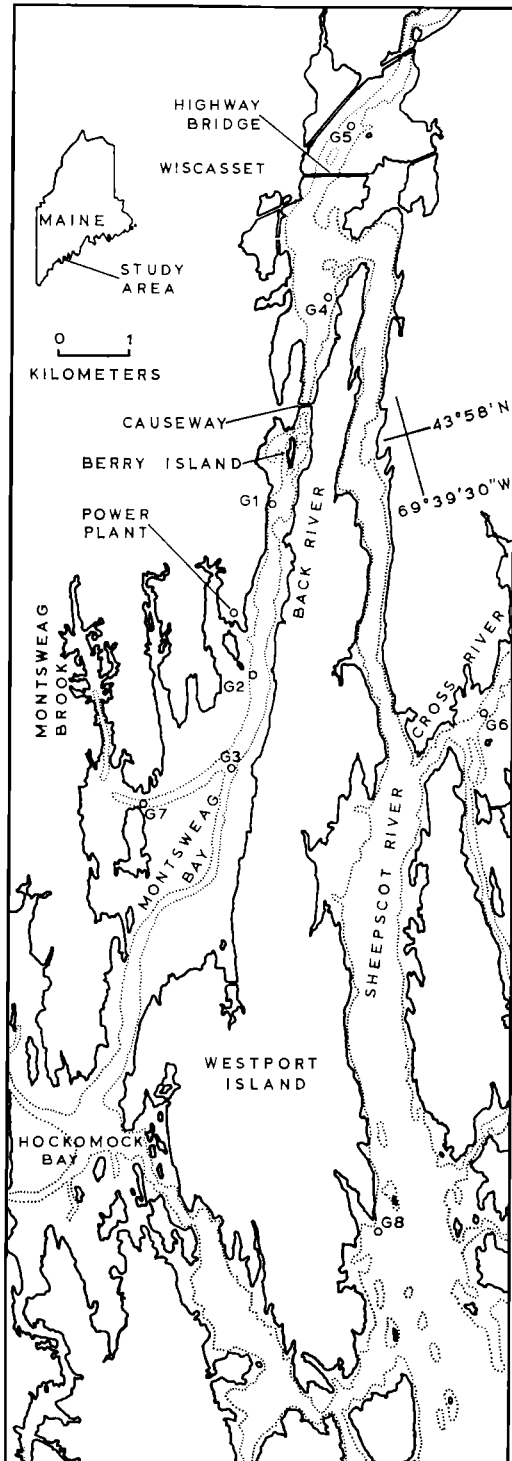 HIGHWAY
BRIDGE
G5
WISCASSET
MAINE
STUDY
AREA
G4
0 1
KILOMETERS
CAUSEWAY
43°58'N
BERRY ISLAND
69°39'30"W
G1
POWER
PLANT
BACK RIVER
MONTSWEAG
BROOK
CROSS RIVER
G2
G6
G3
G7
MONTSWEAG
BAY
SHEEPSCOT RIVER
WESTPORT
ISLAND
HOCKOMOCK
BAY
G8